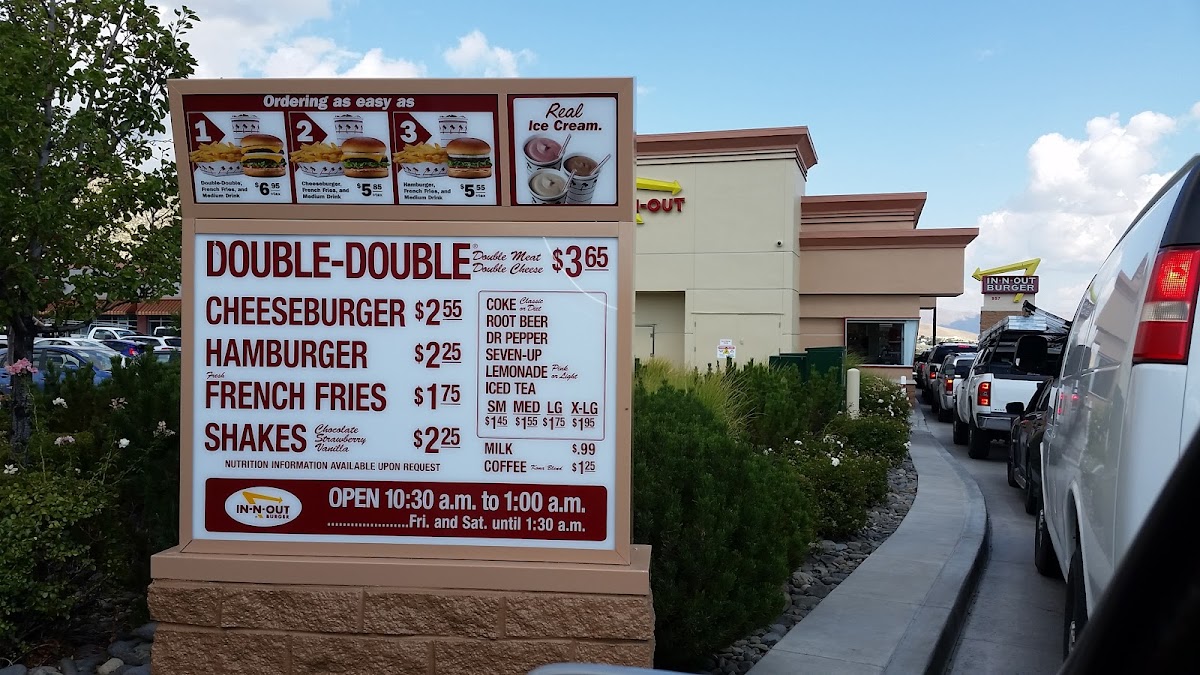 Ordering as easy as
1
2
3
Double-Double,
French Fries, and
Medium Drink
$6 95
Cheeseburger,
French Fries, and
Medium Drink
$5 85
Hamburger,
French Fries, and
Medium Drink
$5 55
Real
Ice Cream.
DOUBLE-DOUBLE® Double Meat Double Cheese $3 65
CHEESEBURGER $2 55
HAMBURGER $2 25
Fresh
FRENCH FRIES $1 75
SHAKES Chocolate Strawberry Vanilla $2 25
NUTRITION INFORMATION AVAILABLE UPON REQUEST
COKE Classic or Diet
ROOT BEER
DR PEPPER
SEVEN-UP
LEMONADE Pink or Light
ICED TEA
SM MED LG X-LG
$1 45 $1 55 $1 75 $1 95
MILK $.99
COFFEE Kona Blend $1 25
IN-N-OUT
BURGER
OPEN 10:30 a.m. to 1:00 a.m.
.....................Fri. and Sat. until 1:30 a.m.
N-OUT
IN-N-OUT
BURGER